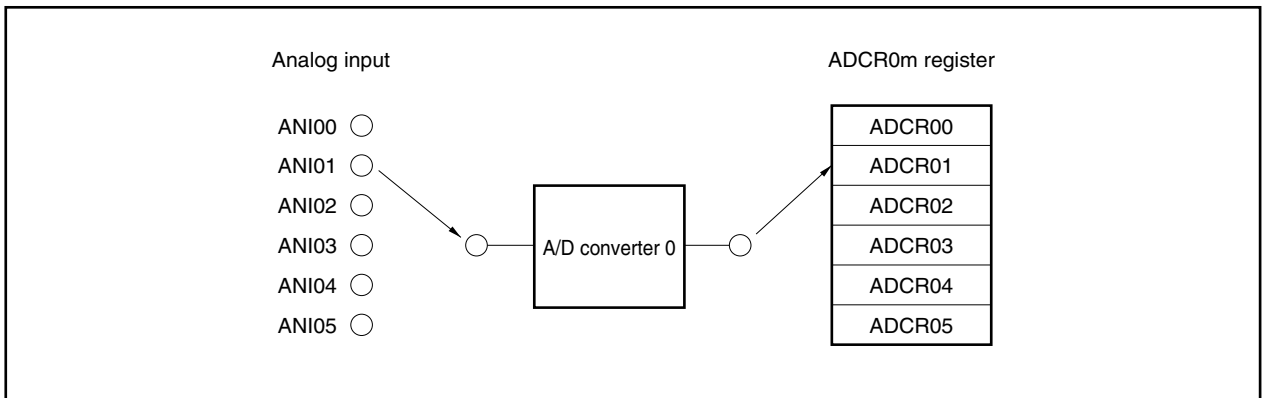 Analog input
ADCR0m register
ANI00
ANI01
ANI02
ANI03
ANI04
ANI05
A/D converter 0
ADCR00
ADCR01
ADCR02
ADCR03
ADCR04
ADCR05